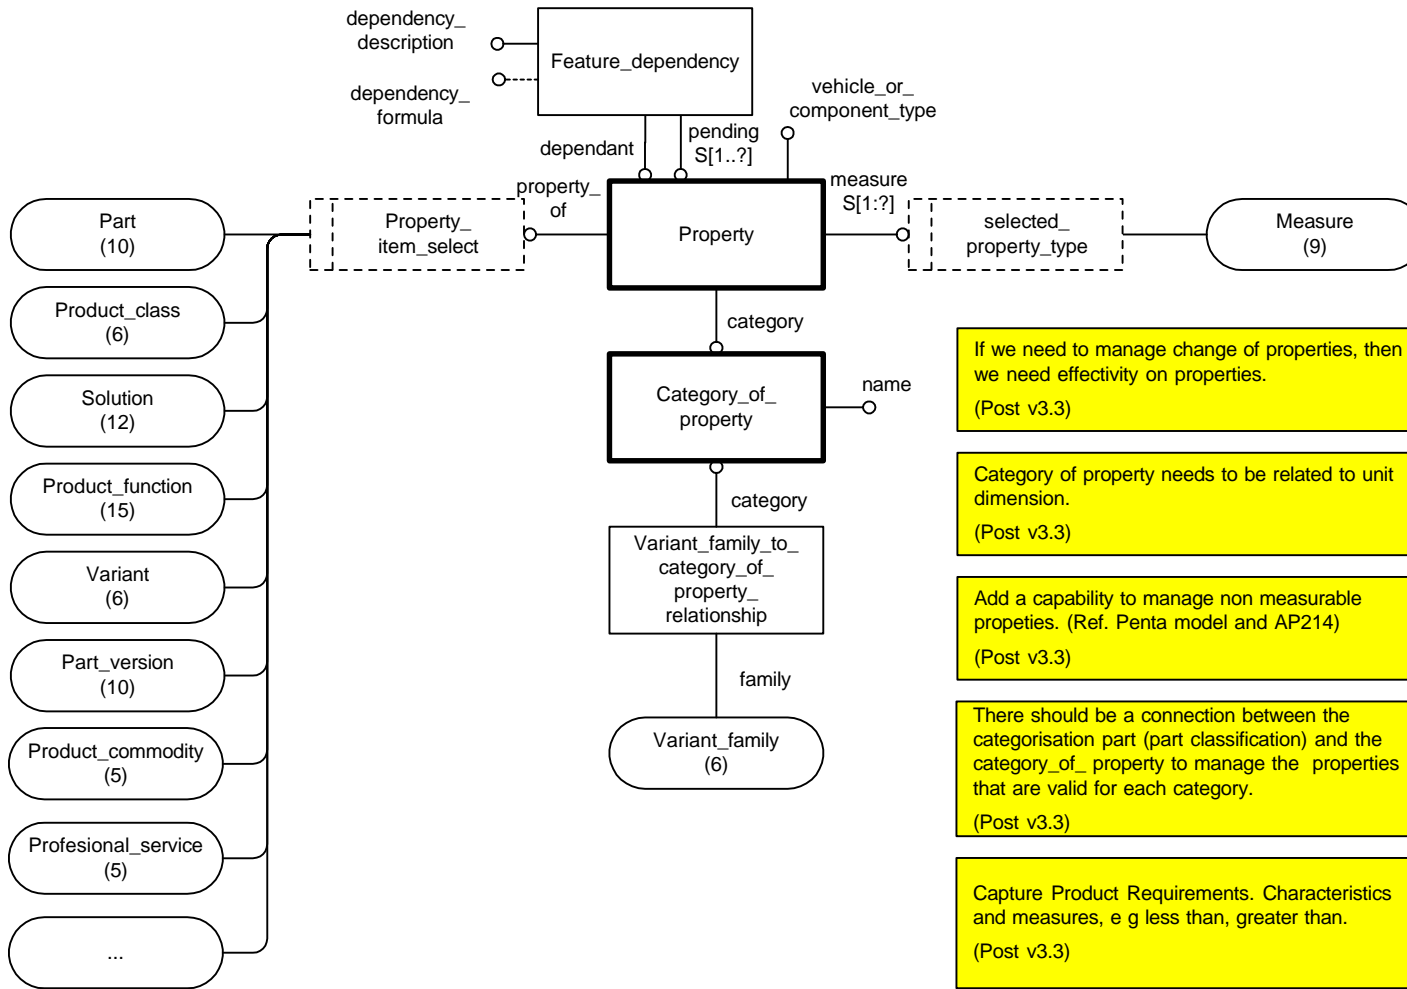 dependency_
description
Feature_dependency
dependency_
formula
vehicle_or_
component_type
dependant
pending
S[1..?]
property_
of
measure
S[1:?]
Part
(10)
Property_
item_select
Property
selected_
property_type
Measure
(9)
Product_class
(6)
category
Solution
(12)
Category_of_
property
name
Product_function
(15)
category
Variant
(6)
Variant_family_to_
category_of_
property_
relationship
Part_version
(10)
family
Product_commodity
(5)
Variant_family
(6)
Profesional_service
(5)
...
If we need to manage change of properties, then
we need effectivity on properties.
(Post v3.3)
Category of property needs to be related to unit
dimension.
(Post v3.3)
Add a capability to manage non measurable
propeties. (Ref. Penta model and AP214)
(Post v3.3)
There should be a connection between the
categorisation part (part classification) and the
category_of_ property to manage the properties
that are valid for each category.
(Post v3.3)
Capture Product Requirements. Characteristics
and measures, e g less than, greater than.
(Post v3.3)